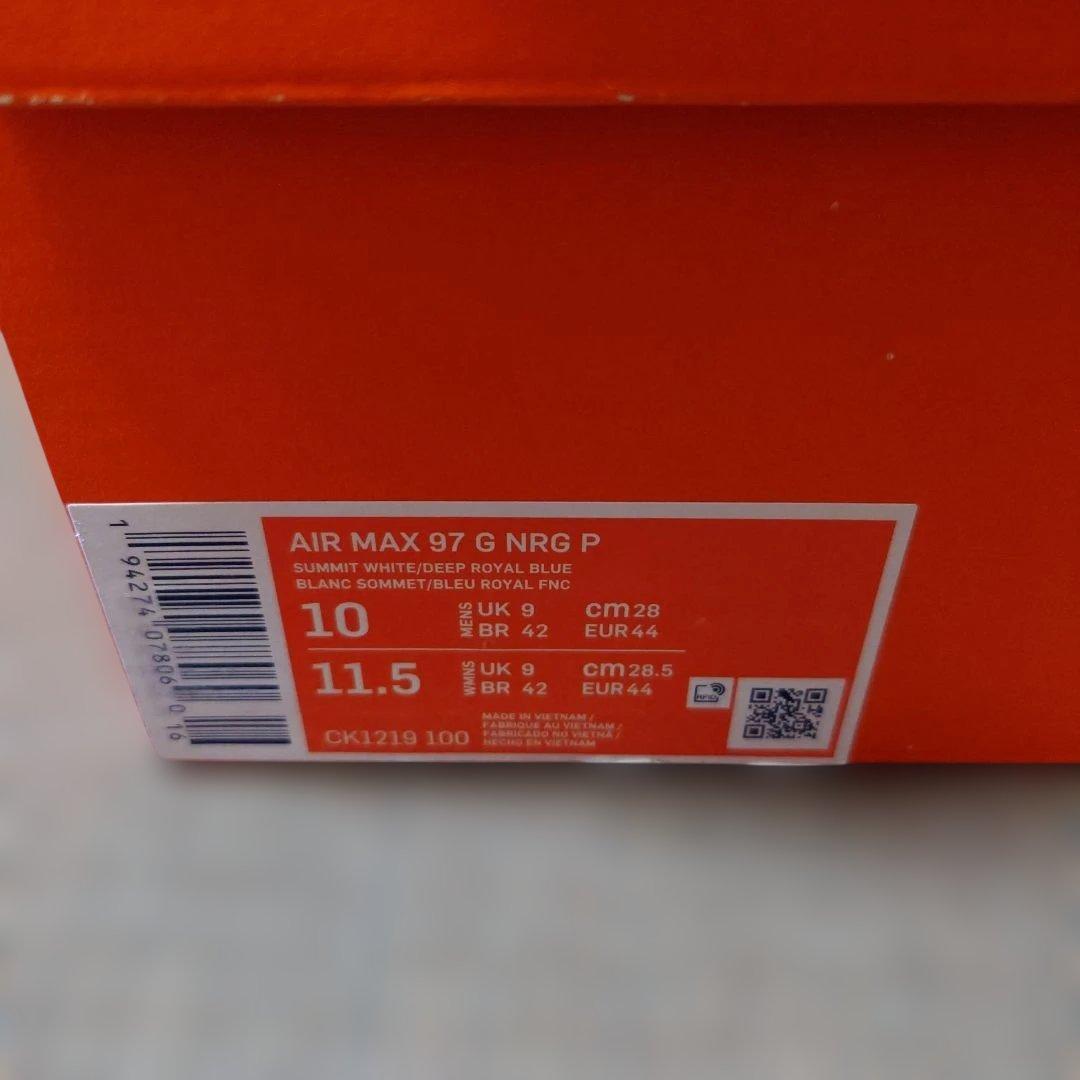 AIR MAX 97 G NRG P
SUMMIT WHITE/DEEP ROYAL BLUE
BLANC SOMMET/BLEU ROYAL FNC
10 MENS UK 9 cm 28
BR 42 EUR 44
11.5 WMNS UK 9 cm 28.5
BR 42 EUR 44
RFID
MADE IN VIETNAM /
FABRIQUE AU VIETNAM /
FABRICADO NO VIETNÃ /
HECHO EN VIETNAM
CK1219 100
1 94274 07806 0 16